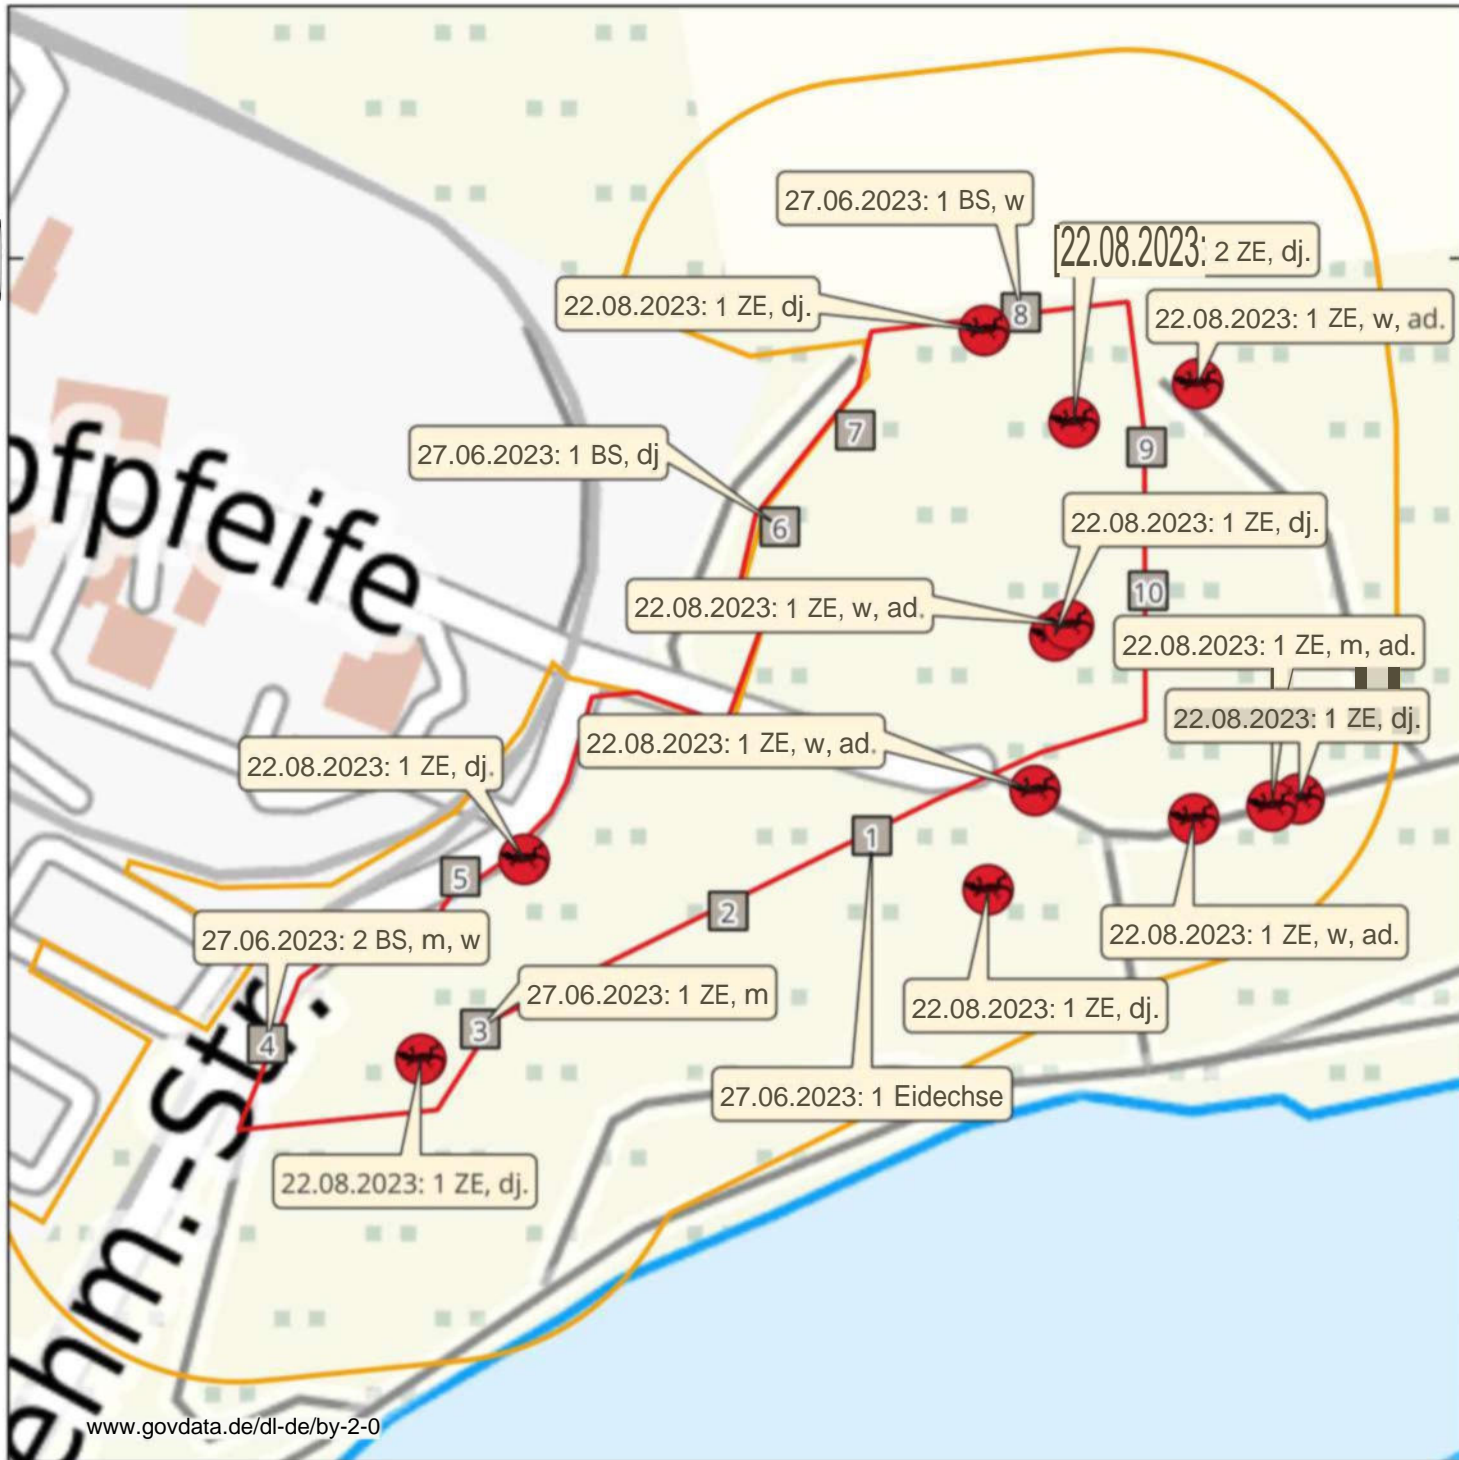 27.06.2023: 1 BS, w
[22.08.2023: 2 ZE, dj.
22.08.2023: 1 ZE, dj.
8
22.08.2023: 1 ZE, w, ad.
7
9
27.06.2023: 1 BS, dj
6
22.08.2023: 1 ZE, dj.
ofpfeife
22.08.2023: 1 ZE, w, ad.
10
22.08.2023: 1 ZE, m, ad.
22.08.2023: 1 ZE, dj.
22.08.2023: 1 ZE, w, ad.
22.08.2023: 1 ZE, dj.
1
5
2
27.06.2023: 2 BS, m, w
22.08.2023: 1 ZE, w, ad.
27.06.2023: 1 ZE, m
22.08.2023: 1 ZE, dj.
3
4
27.06.2023: 1 Eidechse
22.08.2023: 1 ZE, dj.
ehm.-Str.
www.govdata.de/dl-de/by-2-0